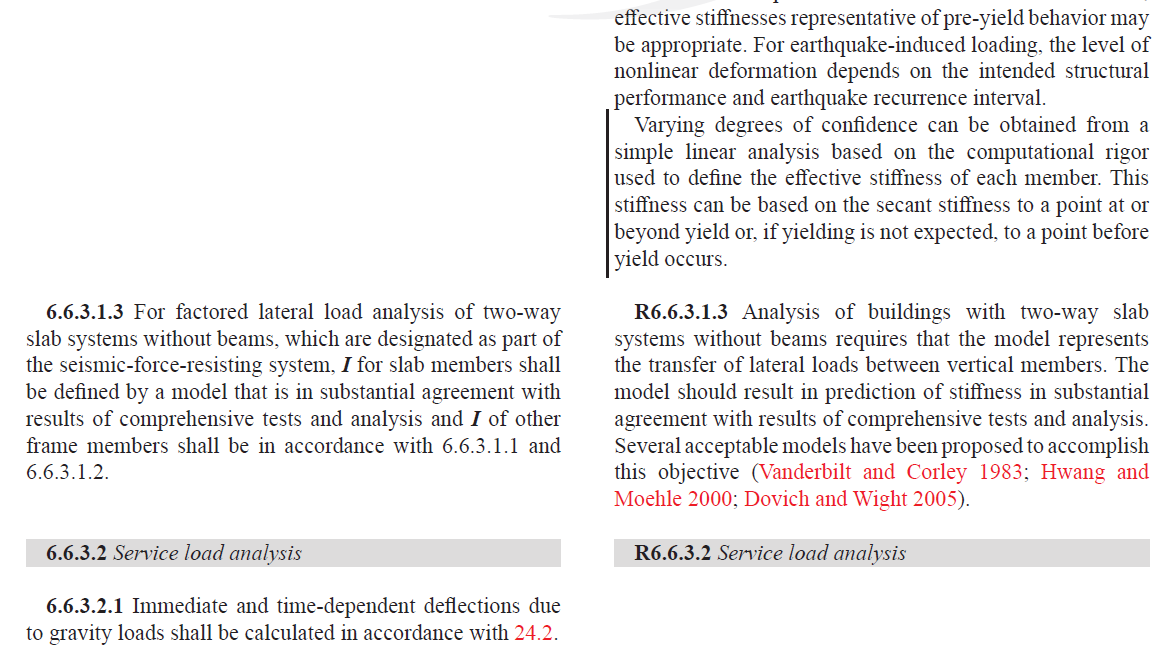 effective stiffnesses representative of pre-yield behavior may
be appropriate. For earthquake-induced loading, the level of
nonlinear deformation depends on the intended structural
performance and earthquake recurrence interval.
Varying degrees of confidence can be obtained from a
simple linear analysis based on the computational rigor
used to define the effective stiffness of each member. This
stiffness can be based on the secant stiffness to a point at or
beyond yield or, if yielding is not expected, to a point before
yield occurs.
6.6.3.1.3 For factored lateral load analysis of two-way
slab systems without beams, which are designated as part of
the seismic-force-resisting system, I for slab members shall
be defined by a model that is in substantial agreement with
results of comprehensive tests and analysis and I of other
frame members shall be in accordance with 6.6.3.1.1 and
6.6.3.1.2.
R6.6.3.1.3 Analysis of buildings with two-way slab
systems without beams requires that the model represents
the transfer of lateral loads between vertical members. The
model should result in prediction of stiffness in substantial
agreement with results of comprehensive tests and analysis.
Several acceptable models have been proposed to accomplish
this objective (Vanderbilt and Corley 1983; Hwang and
Moehle 2000; Dovich and Wight 2005).
6.6.3.2 Service load analysis
R6.6.3.2 Service load analysis
6.6.3.2.1 Immediate and time-dependent deflections due
to gravity loads shall be calculated in accordance with 24.2.